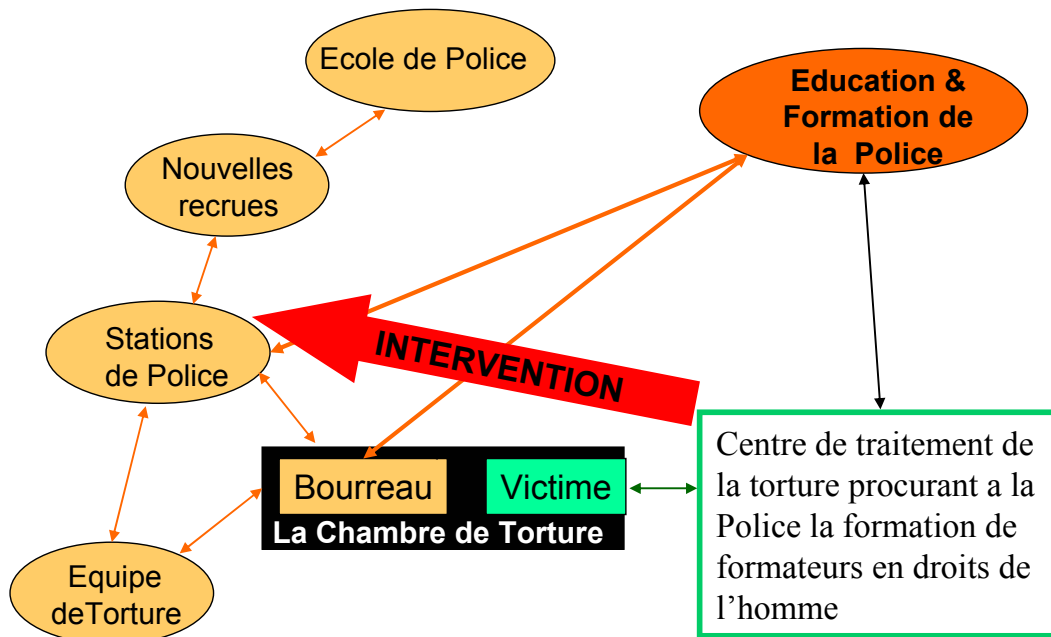 Ecole de Police
Education &
Formation de
la Police
Nouvelles
recrues
Stations
de Police
INTERVENTION
Bourreau
Victime
La Chambre de Torture
Centre de traitement de
la torture procurant a la
Police la formation de
formateurs en droits de
l’homme
Equipe
deTorture